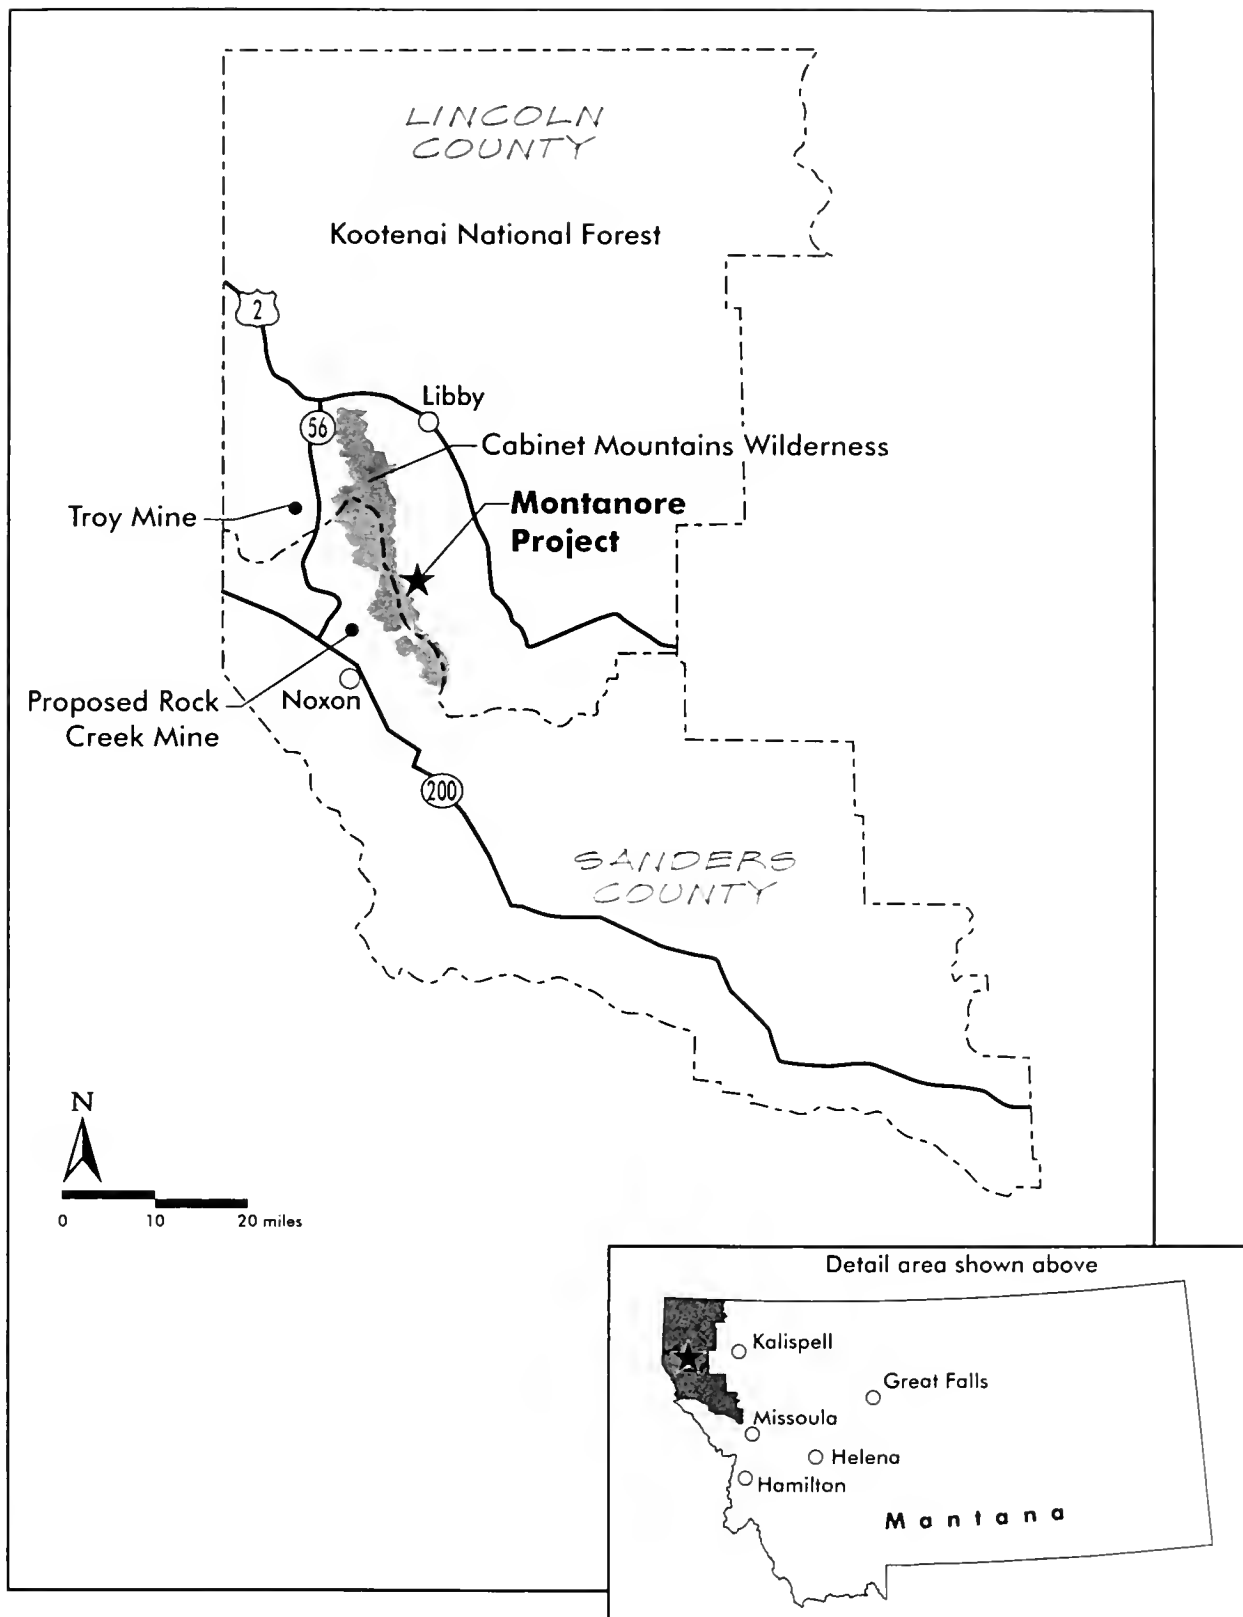 LINCOLN
COUNTY
Kootenai National Forest
2
Libby
56
Cabinet Mountains Wilderness
Montanore
Project
Troy Mine
Proposed Rock
Creek Mine
Noxon
200
SANDERS
COUNTY
N
0 10 20 miles
Detail area shown above
Kalispell
Great Falls
Missoula
Helena
Hamilton
Mantana